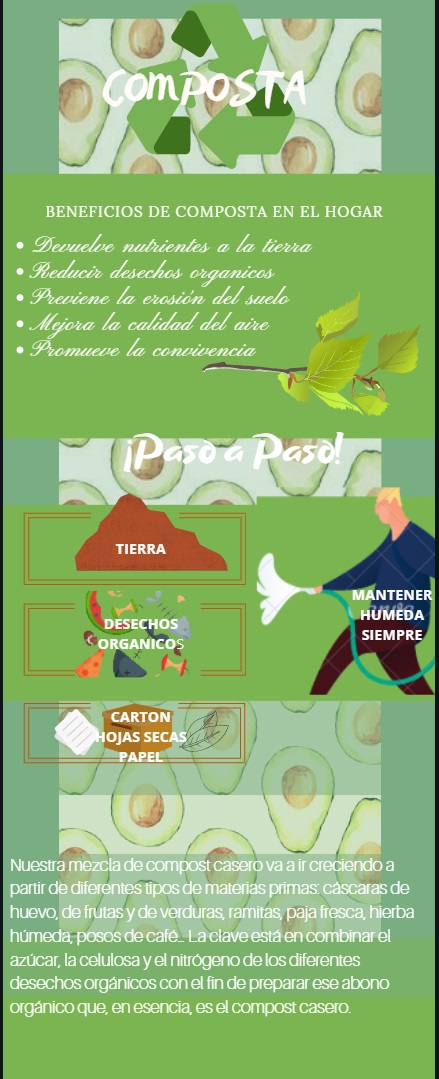 COMPOSTA
BENEFICIOS DE COMPOSTA EN EL HOGAR
• Devuelve nutrientes a la tierra
• Reducir desechos organicos
• Previene la erosión del suelo
• Mejora la calidad del aire
• Promueve la convivencia
¡Paso a Paso!
TIERRA
DESECHOS
ORGANICOS
MANTENER
HUMEDA
SIEMPRE
CARTON
HOJAS SECAS
PAPEL
Nuestra mezcla de compost casero va a ir creciendo a
partir de diferentes tipos de materias primas: cáscaras de
huevo, de frutas y de verduras, ramitas, paja fresca, hierba
húmeda, posos de café... La clave está en combinar el
azúcar, la celulosa y el nitrógeno de los diferentes
desechos orgánicos con el fin de preparar ese abono
orgánico que, en esencia, es el compost casero.